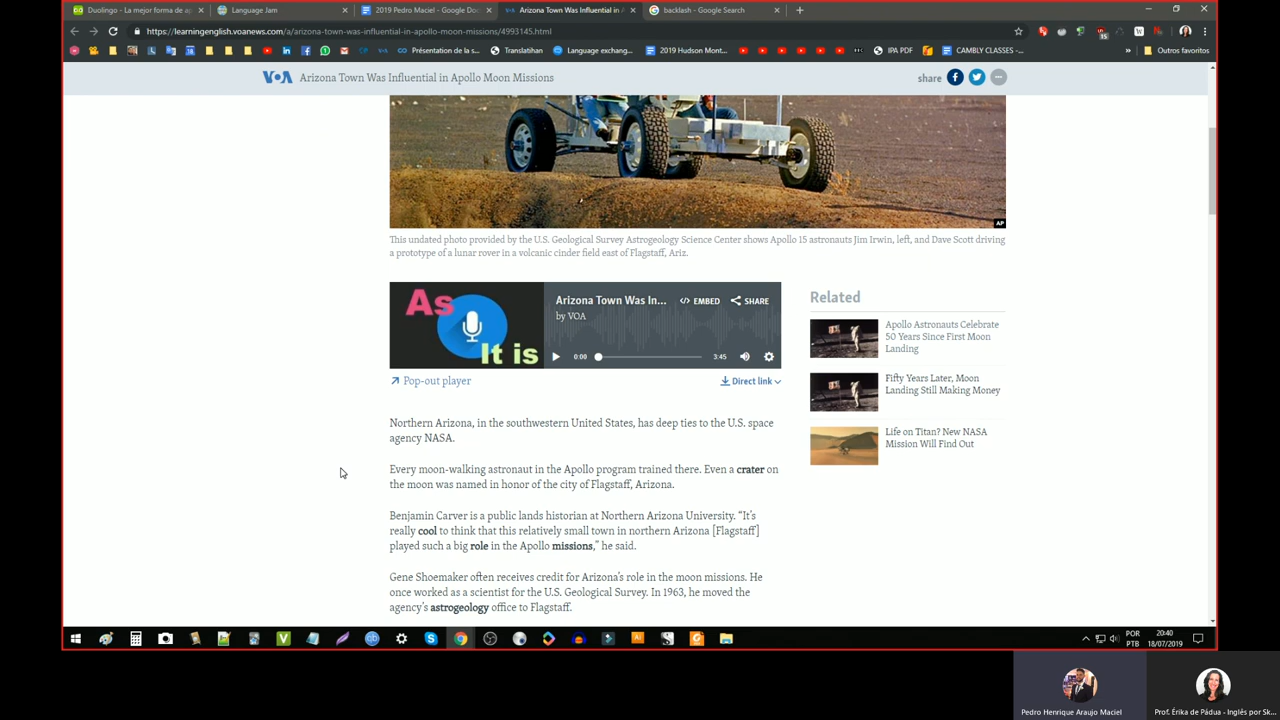 Duolingo - La mejor forma de ap
Language Jam
2019 Pedro Maciel - Google Doc
Arizona Town Was Influential in A
backlash - Google Search
https://learningenglish.voanews.com/a/arizona-town-was-influential-in-apollo-moon-missions/4993145.html
Présentation de la s...
Translatihan
Language exchang...
2019 Hudson Mont...
IPA PDF
CAMBLY CLASSES -...
Outros favoritos
VOA Arizona Town Was Influential in Apollo Moon Missions
share
AP
This undated photo provided by the U.S. Geological Survey Astrogeology Science Center shows Apollo 15 astronauts Jim Irwin, left, and Dave Scott driving
a prototype of a lunar rover in a volcanic cinder field east of Flagstaff, Ariz.
As
It is
Arizona Town Was In...
EMBED
SHARE
by VOA
0:00
3:45
Pop-out player
Direct link
Related
Apollo Astronauts Celebrate
50 Years Since First Moon
Landing
Fifty Years Later, Moon
Landing Still Making Money
Life on Titan? New NASA
Mission Will Find Out
Northern Arizona, in the southwestern United States, has deep ties to the U.S. space
agency NASA.
Every moon-walking astronaut in the Apollo program trained there. Even a crater on
the moon was named in honor of the city of Flagstaff, Arizona.
Benjamin Carver is a public lands historian at Northern Arizona University. “It’s
really cool to think that this relatively small town in northern Arizona [Flagstaff]
played such a big role in the Apollo missions,” he said.
Gene Shoemaker often receives credit for Arizona’s role in the moon missions. He
once worked as a scientist for the U.S. Geological Survey. In 1963, he moved the
agency’s astrogeology office to Flagstaff.
POR
PTB
20:40
18/07/2019
Pedro Henrique Araujo Maciel
Prof. Érika de Pádua - Inglês por Sk...